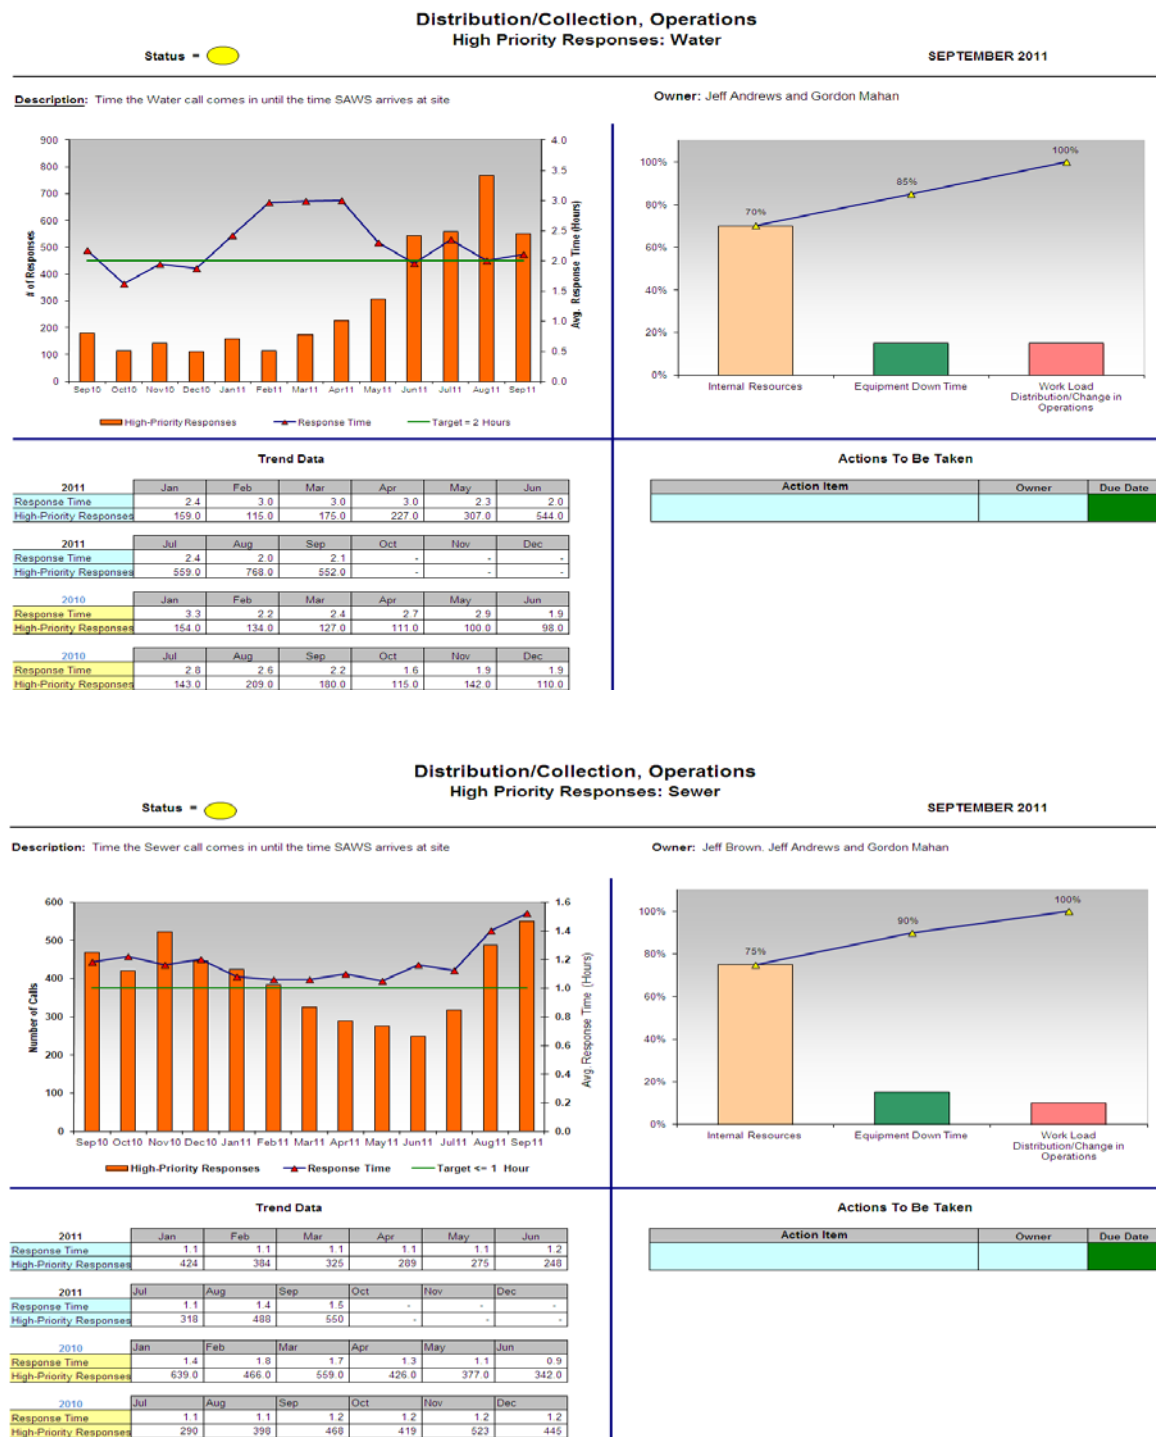 Distribution/Collection, Operations
High Priority Responses: Water
Status =
SEPTEMBER 2011
Description: Time the Water call comes in until the time SAWS arrives at site
Owner: Jeff Andrews and Gordon Mahan
900
800
700
600
500
400
300
200
100
0
# of Responses
4.0
3.5
3.0
2.5
2.0
1.5
1.0
0.5
0.0
Avg. Response Time (Hours)
Sep10 Oct10 Nov10 Dec10 Jan11 Feb11 Mar11 Apr11 May11 Jun11 Jul11 Aug11 Sep11
High-Priority Responses Response Time Target = 2 Hours
100%
80%
60%
40%
20%
0%
70%
85%
100%
Internal Resources Equipment Down Time Work Load
Distribution/Change in
Operations
Trend Data
2011 Jan Feb Mar Apr May Jun
Response Time 2.4 3.0 3.0 3.0 2.3 2.0
High-Priority Responses 159.0 115.0 175.0 227.0 307.0 544.0
2011 Jul Aug Sep Oct Nov Dec
Response Time 2.4 2.0 2.1 - - -
High-Priority Responses 559.0 768.0 552.0 - - -
2010 Jan Feb Mar Apr May Jun
Response Time 3.3 2.2 2.4 2.7 2.9 1.9
High-Priority Responses 154.0 134.0 127.0 111.0 100.0 98.0
2010 Jul Aug Sep Oct Nov Dec
Response Time 2.8 2.6 2.2 1.6 1.9 1.9
High-Priority Responses 143.0 209.0 180.0 115.0 142.0 110.0
Actions To Be Taken
Action Item Owner Due Date
Distribution/Collection, Operations
High Priority Responses: Sewer
Status =
SEPTEMBER 2011
Description: Time the Sewer call comes in until the time SAWS arrives at site
Owner: Jeff Brown. Jeff Andrews and Gordon Mahan
600
500
400
300
200
100
0
Number of Calls
1.6
1.4
1.2
1.0
0.8
0.6
0.4
0.2
0.0
Avg. Response Time (Hours)
Sep10 Oct10 Nov10 Dec10 Jan11 Feb11 Mar11 Apr11 May11 Jun11 Jul11 Aug11 Sep11
High-Priority Responses Response Time Target <= 1 Hour
100%
80%
60%
40%
20%
0%
75%
90%
100%
Internal Resources Equipment Down Time Work Load
Distribution/Change in
Operations
Trend Data
2011 Jan Feb Mar Apr May Jun
Response Time 1.1 1.1 1.1 1.1 1.1 1.2
High-Priority Responses 424 384 325 289 275 248
2011 Jul Aug Sep Oct Nov Dec
Response Time 1.1 1.4 1.5 - - -
High-Priority Responses 318 488 550 - - -
2010 Jan Feb Mar Apr May Jun
Response Time 1.4 1.8 1.7 1.3 1.1 0.9
High-Priority Responses 639.0 466.0 559.0 426.0 377.0 342.0
2010 Jul Aug Sep Oct Nov Dec
Response Time 1.1 1.1 1.2 1.2 1.2 1.2
High-Priority Responses 290 398 468 419 523 445
Actions To Be Taken
Action Item Owner Due Date